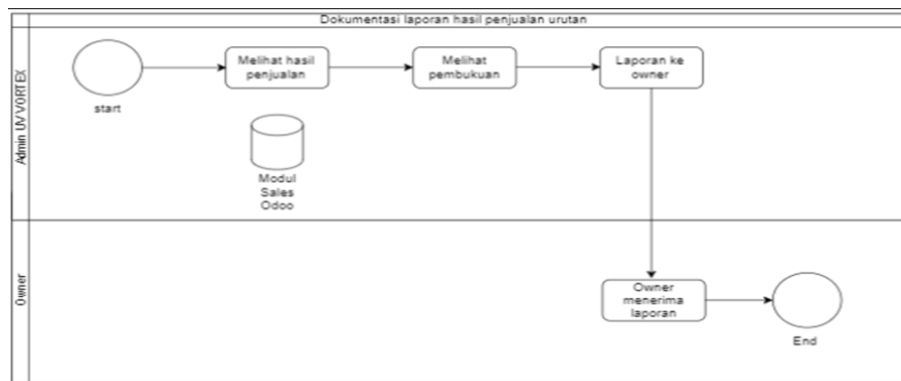 Dokumentasi laporan hasil penjualan urutan
Admin UV VORTEX
start
Melihat hasil
penjualan
Melihat
pembukuan
Laporan ke
owner
Modul
Sales
Odoo
Owner
Owner
menerima
laporan
End